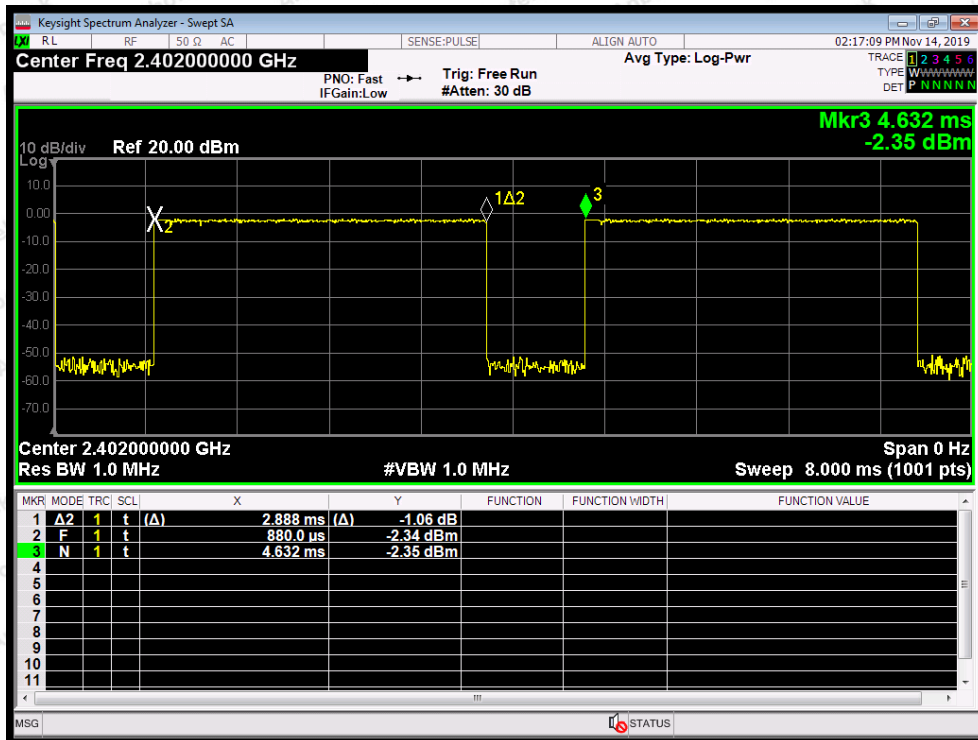 Keysight Spectrum Analyzer - Swept SA
LXI RL RF 50 Ω AC SENSE:PULSE ALIGN AUTO 02:17:09 PM Nov 14, 2019
Center Freq 2.402000000 GHz
Avg Type: Log-Pwr
TRACE 1 2 3 4 5 6
PNO: Fast Trig: Free Run
TYPE WWWWWW
IFGain:Low #Atten: 30 dB
DET P N N N N N
Mkr3 4.632 ms
-2.35 dBm
10 dB/div Ref 20.00 dBm
Log
10.0
0.00
-10.0
-20.0
-30.0
-40.0
-50.0
-60.0
-70.0
X2
1Δ2
3
Center 2.402000000 GHz Span 0 Hz
Res BW 1.0 MHz #VBW 1.0 MHz Sweep 8.000 ms (1001 pts)
MKR MODE TRC SCL X Y FUNCTION FUNCTION WIDTH FUNCTION VALUE
1 Δ2 1 t (Δ) 2.888 ms (Δ) -1.06 dB
2 F 1 t 880.0 µs -2.34 dBm
3 N 1 t 4.632 ms -2.35 dBm
4
5
6
7
8
9
10
11
MSG STATUS